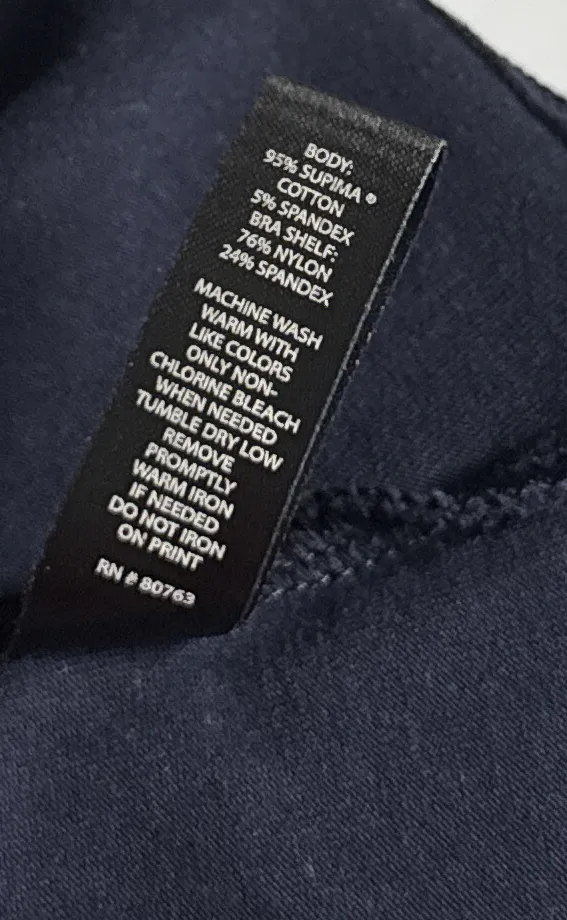 BODY:
95% SUPIMA ®
COTTON
5% SPANDEX
BRA SHELF:
76% NYLON
24% SPANDEX
MACHINE WASH
WARM WITH
LIKE COLORS
ONLY NON-
CHLORINE BLEACH
WHEN NEEDED
TUMBLE DRY LOW
REMOVE
PROMPTLY
WARM IRON
IF NEEDED
DO NOT IRON
ON PRINT
RN # 80763